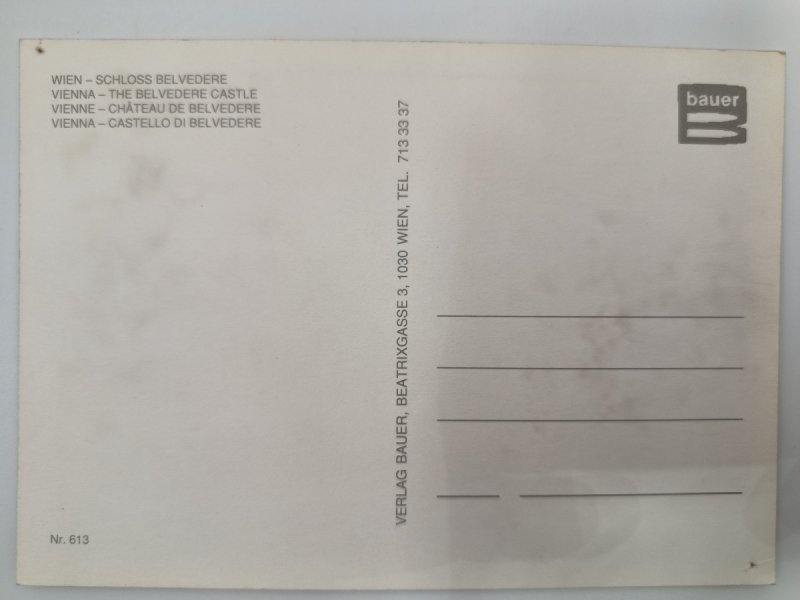 WIEN – SCHLOSS BELVEDERE
VIENNA – THE BELVEDERE CASTLE
VIENNE – CHÂTEAU DE BELVEDERE
VIENNA – CASTELLO DI BELVEDERE
Nr. 613
VERLAG BAUER, BEATRIXGASSE 3, 1030 WIEN, TEL. 713 33 37
bauer